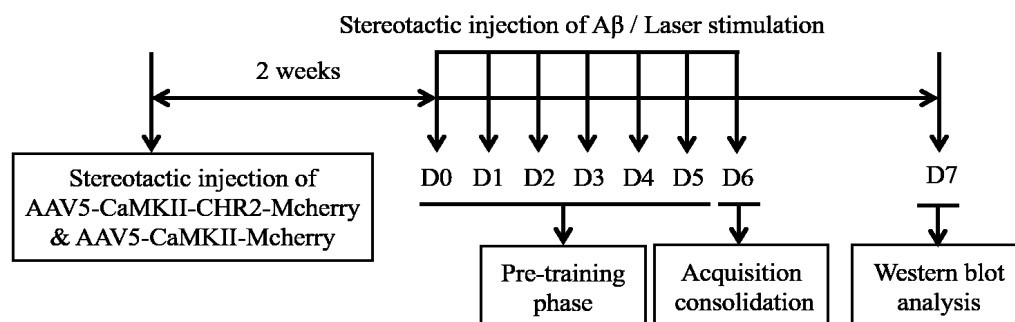 Stereotactic injection of Aβ / Laser stimulation
2 weeks
Stereotactic injection of
AAV5-CaMKII-CHR2-Mcherry
& AAV5-CaMKII-Mcherry
D0 D1 D2 D3 D4 D5 D6 D7
Pre-training
phase
Acquisition
consolidation
Western blot
analysis